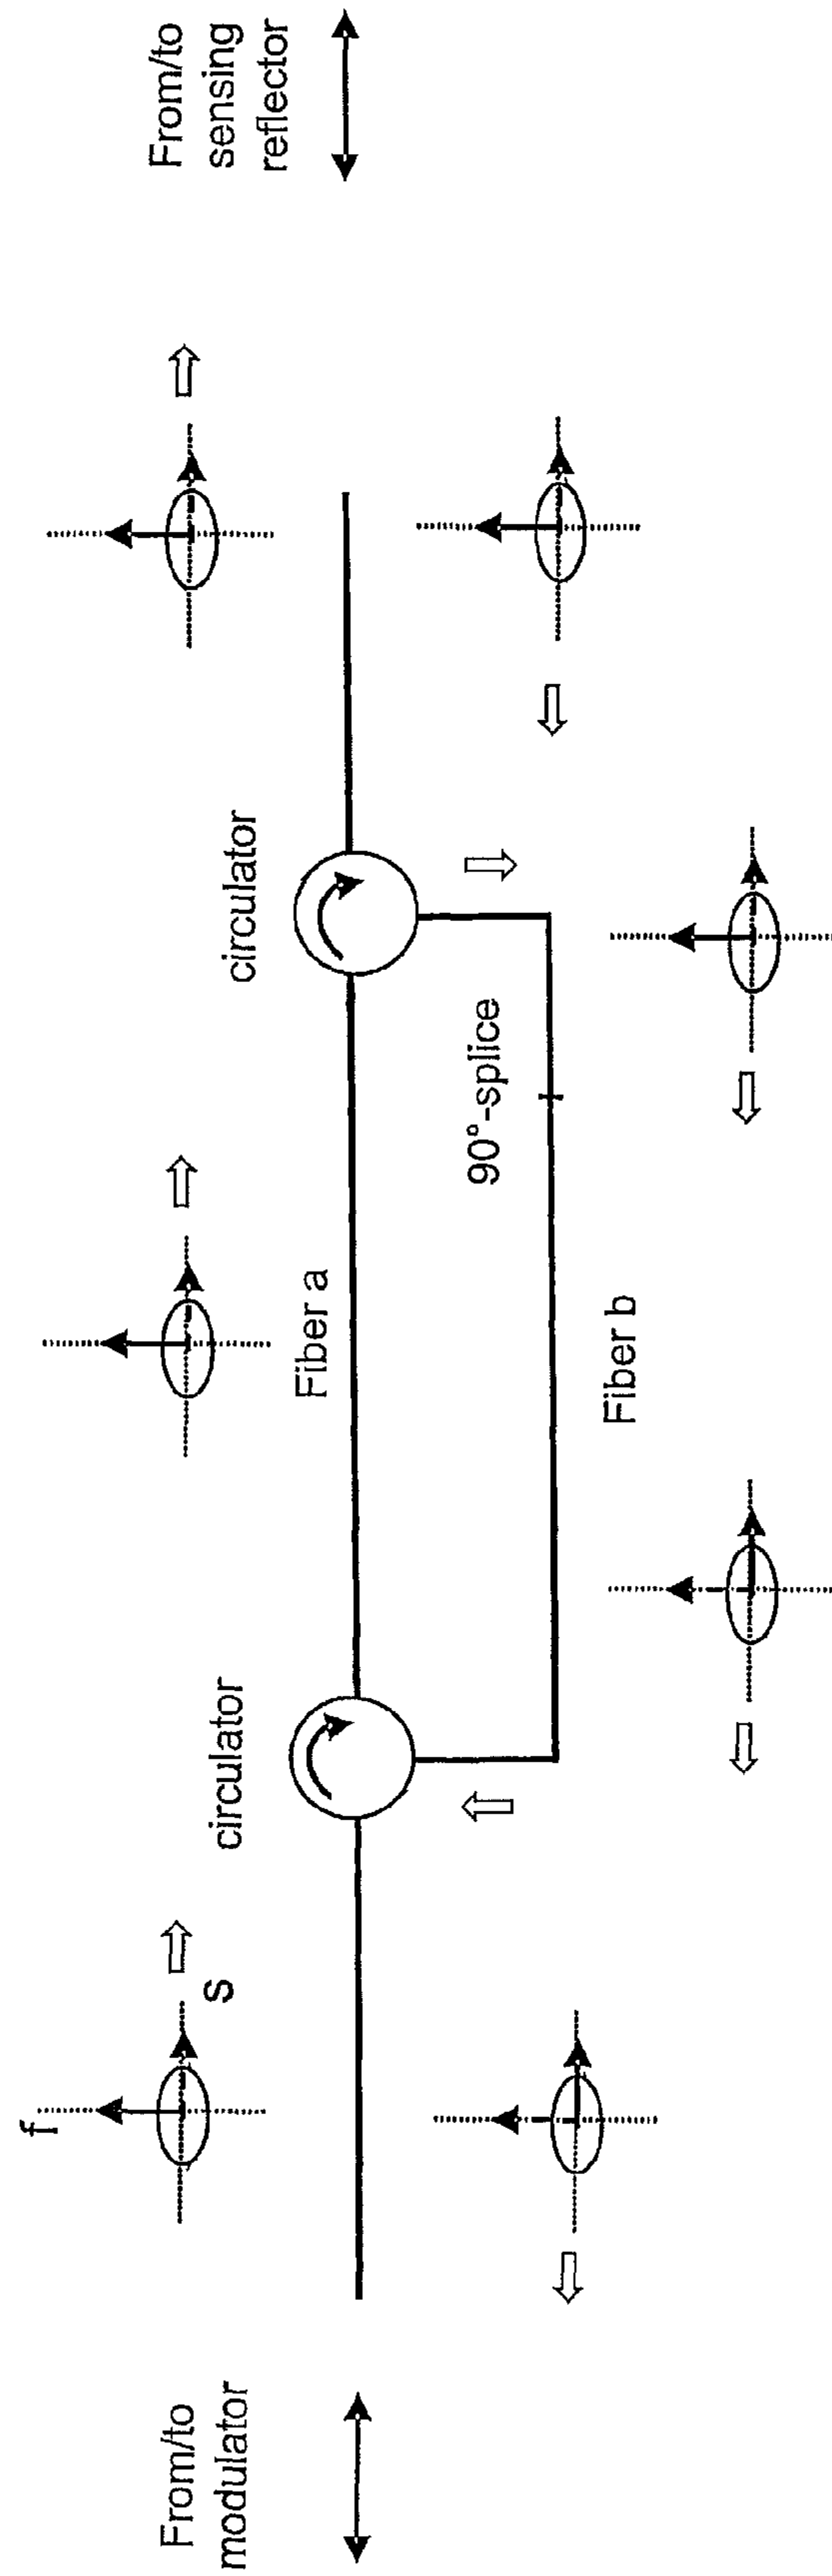 From/to
modulator
f
s
circulator
Fiber a
Fiber b
90°-splice
circulator
From/to
sensing
reflector